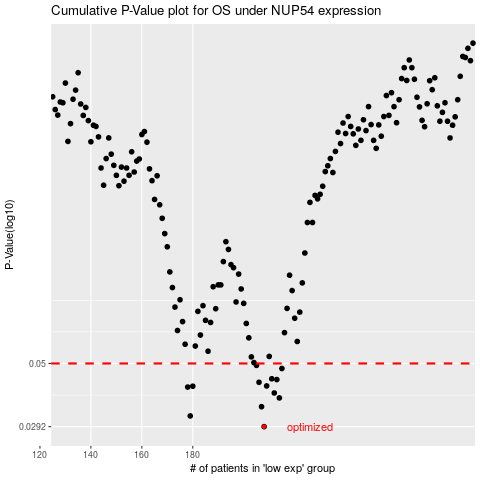 Cumulative P-Value plot for OS under NUP54 expression
P-Value(log10)
0.05
0.0292
optimized
120 140 160 180
# of patients in 'low exp' group